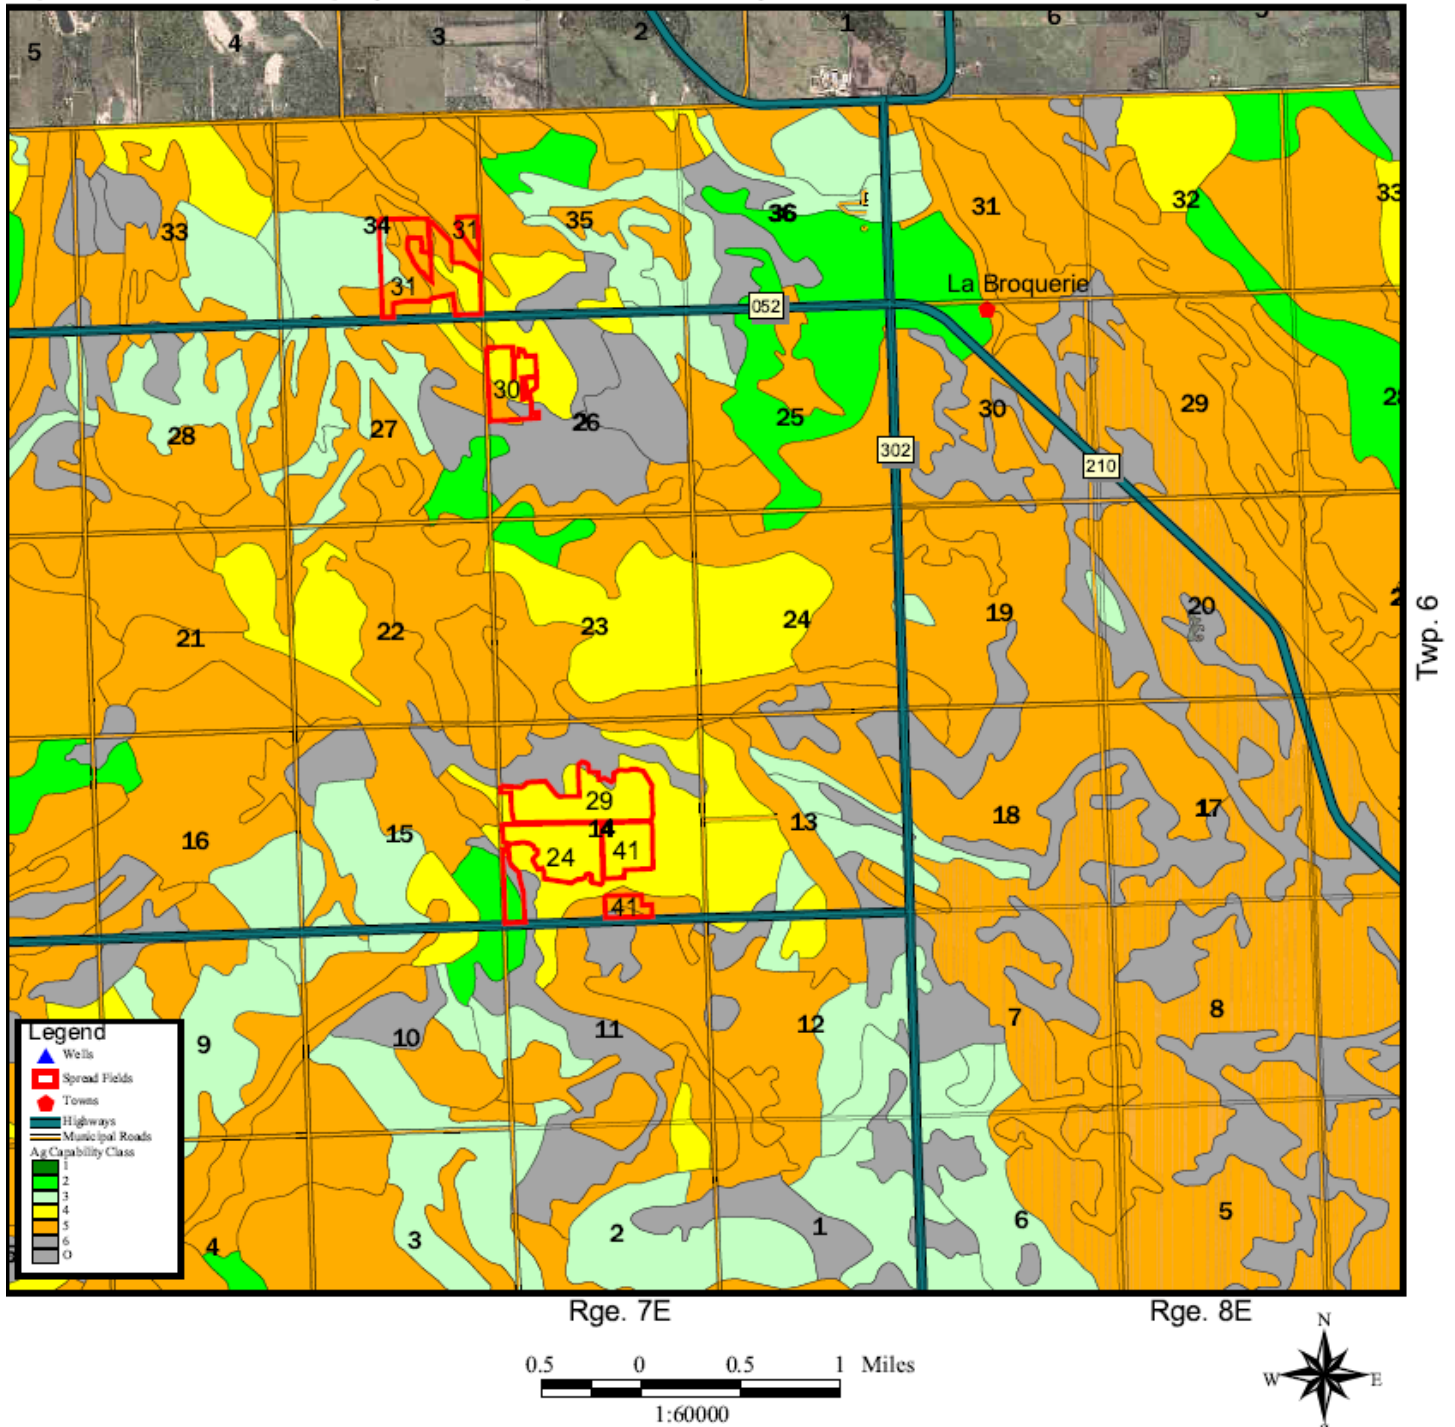 5 4 3 2 1 6
33 34 31 35 36 31 32 33
31
La Broquerie
052
30
28 27 26 25 30 29
302
210
21 22 23 24 19 20
Twp. 6
29
16 15 14 13 18 17
24 41
41
9 10 11 12 7 8
4 3 2 1 6 5
Legend
Wells
Spread Fields
Towns
Highways
Municipal Roads
Ag Capability Class
1
2
3
4
5
6
O
Rge. 7E Rge. 8E
N
W E
0.5 0 0.5 1 Miles
1:60000